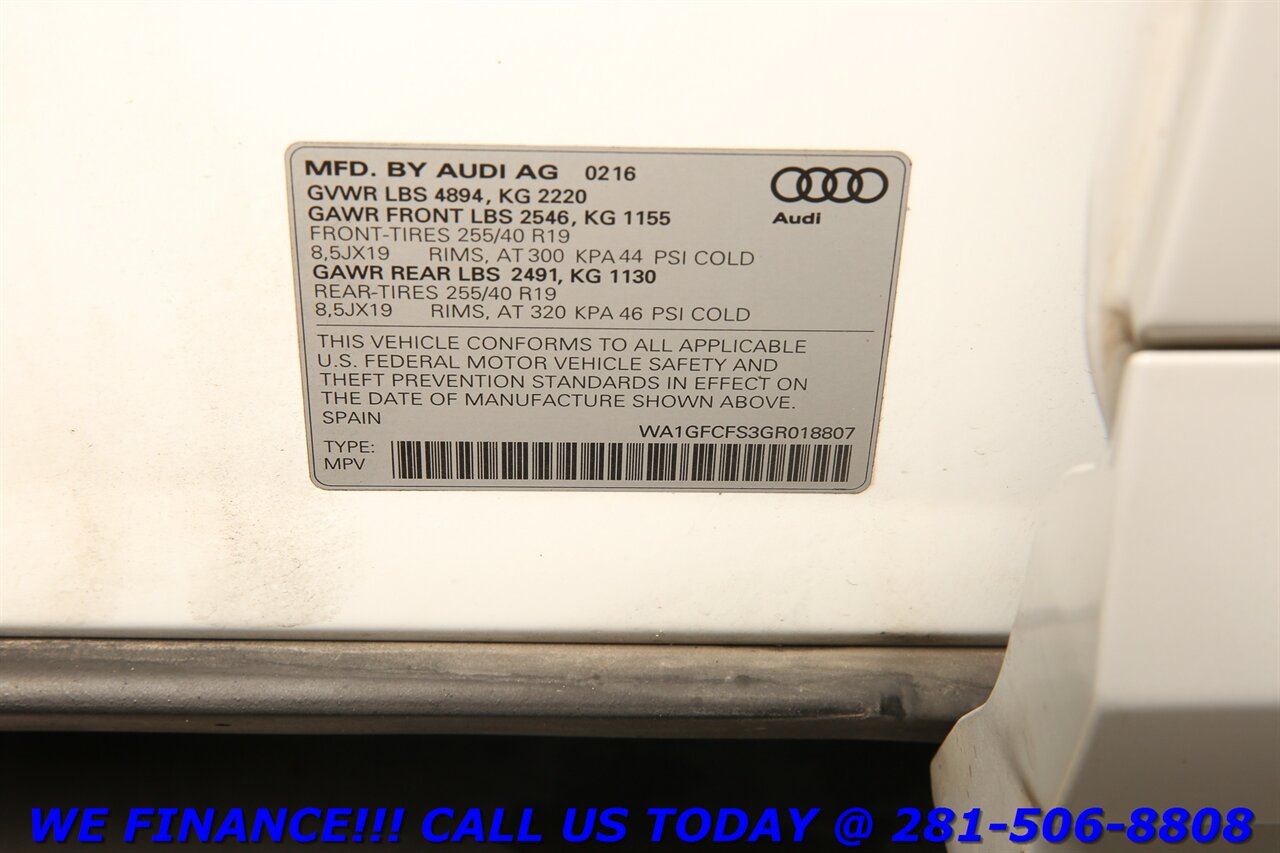 MFD. BY AUDI AG 0216
GVWR LBS 4894, KG 2220
GAWR FRONT LBS 2546, KG 1155
FRONT-TIRES 255/40 R19
8,5JX19 RIMS, AT 300 KPA 44 PSI COLD
GAWR REAR LBS 2491, KG 1130
REAR-TIRES 255/40 R19
8,5JX19 RIMS, AT 320 KPA 46 PSI COLD
Audi
THIS VEHICLE CONFORMS TO ALL APPLICABLE
U.S. FEDERAL MOTOR VEHICLE SAFETY AND
THEFT PREVENTION STANDARDS IN EFFECT ON
THE DATE OF MANUFACTURE SHOWN ABOVE.
SPAIN
WA1GFCFS3GR018807
TYPE:
MPV
WE FINANCE!!! CALL US TODAY @ 281-506-8808